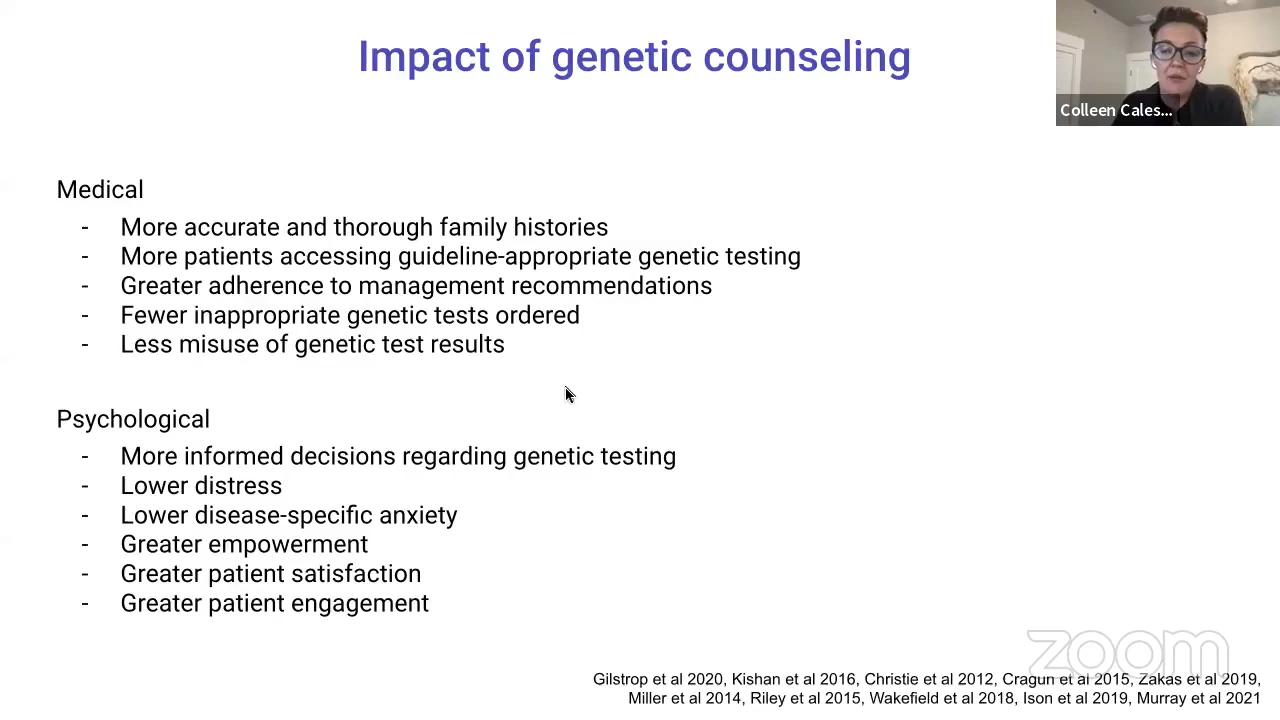 Impact of genetic counseling
Colleen Cales...
Medical
- More accurate and thorough family histories
- More patients accessing guideline-appropriate genetic testing
- Greater adherence to management recommendations
- Fewer inappropriate genetic tests ordered
- Less misuse of genetic test results
Psychological
- More informed decisions regarding genetic testing
- Lower distress
- Lower disease-specific anxiety
- Greater empowerment
- Greater patient satisfaction
- Greater patient engagement
zoom
Gilstrop et al 2020, Kishan et al 2016, Christie et al 2012, Cragun et al 2015, Zakas et al 2019,
Miller et al 2014, Riley et al 2015, Wakefield et al 2018, Ison et al 2019, Murray et al 2021